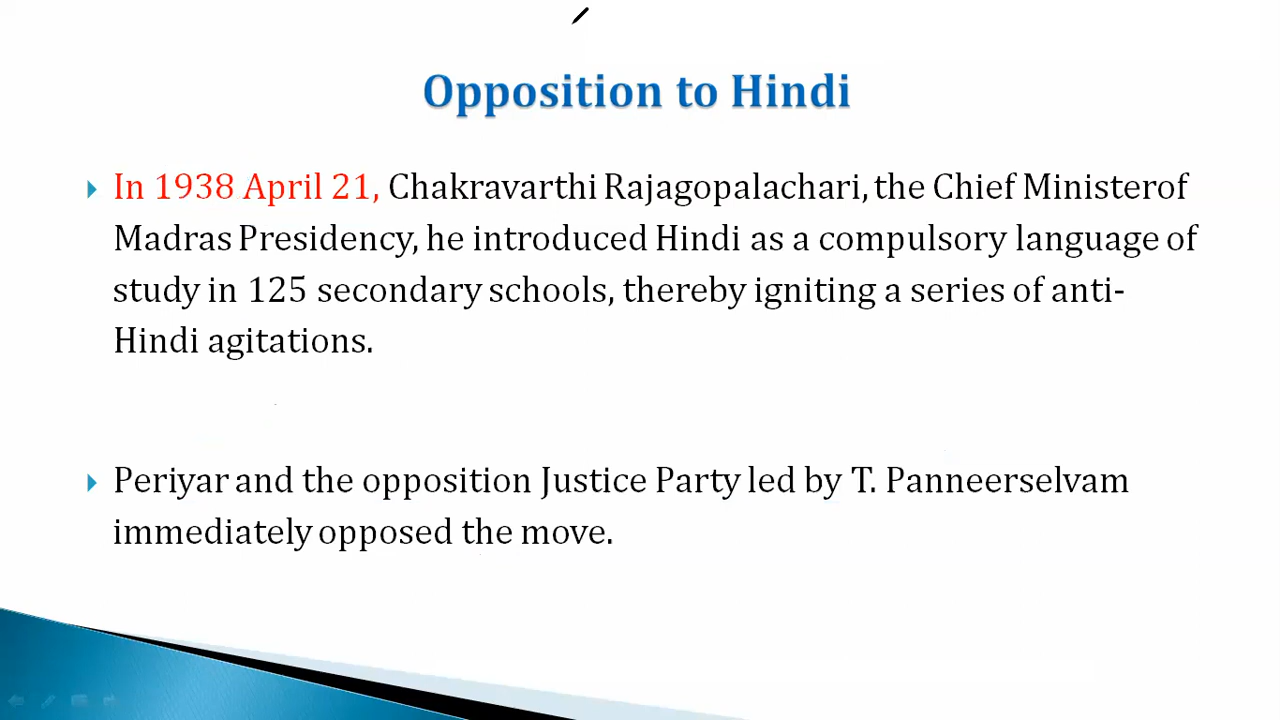 Opposition to Hindi
In 1938 April 21, Chakravarthi Rajagopalachari, the Chief Ministerof
Madras Presidency, he introduced Hindi as a compulsory language of
study in 125 secondary schools, thereby igniting a series of anti-
Hindi agitations.
Periyar and the opposition Justice Party led by T. Panneerselvam
immediately opposed the move.